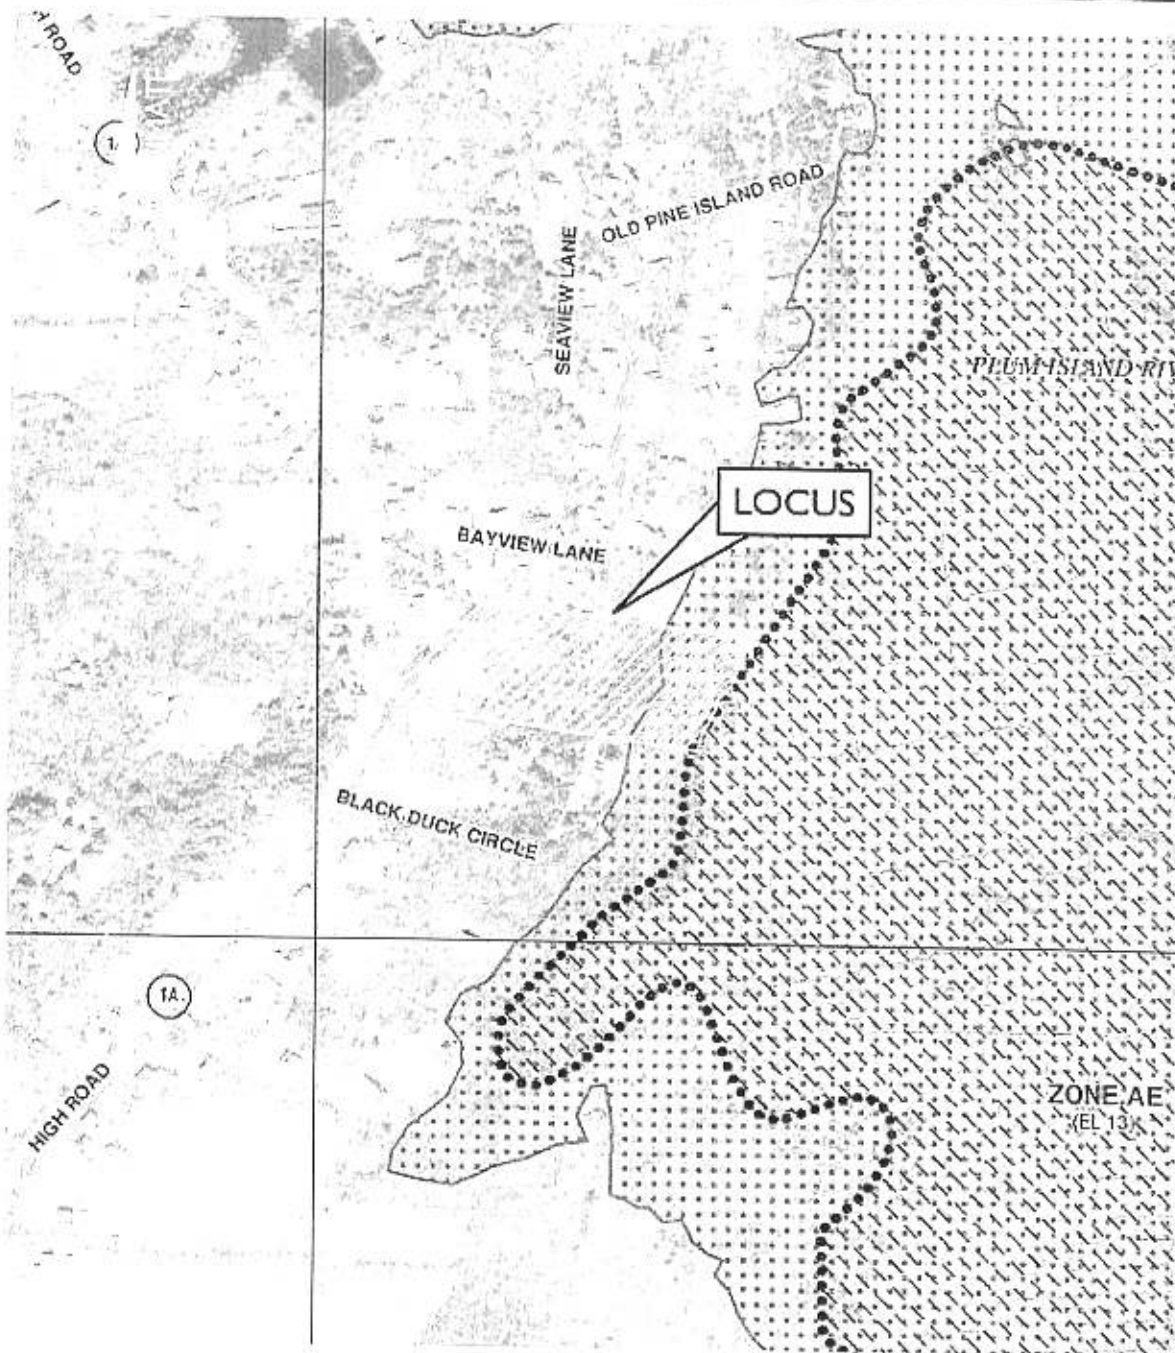 ROAD
OLD PINE ISLAND ROAD
SEAVIEW LANE
PLUM ISLAND RIV
LOCUS
BAYVIEW LANE
BLACK DUCK CIRCLE
1A
HIGH ROAD
ZONE AE
(EL 13)